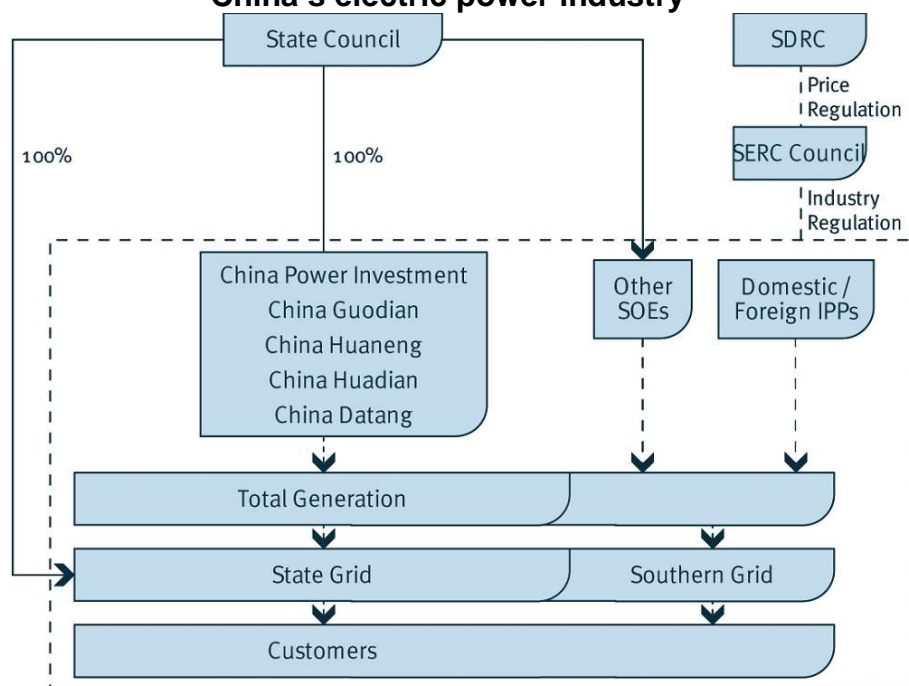 China's electric power industry
State Council
SDRC
Price
Regulation
100%
100%
SERC Council
Industry
Regulation
China Power Investment
China Guodian
China Huaneng
China Huadian
China Datang
Other
SOEs
Domestic /
Foreign IPPs
Total Generation
State Grid
Southern Grid
Customers